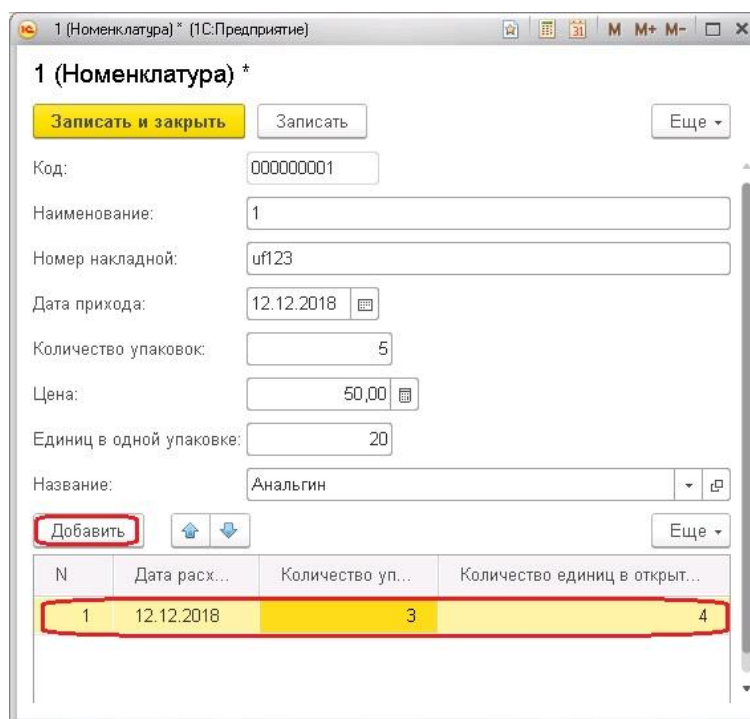 1 (Номенклатура) * (1С:Предприятие)
31 M M+ M-
1 (Номенклатура) *
Записать и закрыть Записать Еще
Код: 000000001
Наименование: 1
Номер накладной: uf123
Дата прихода: 12.12.2018
Количество упаковок: 5
Цена: 50,00
Единиц в одной упаковке: 20
Название: Анальгин
Добавить Еще
N Дата расх... Количество уп... Количество единиц в открыт...
1 12.12.2018 3 4